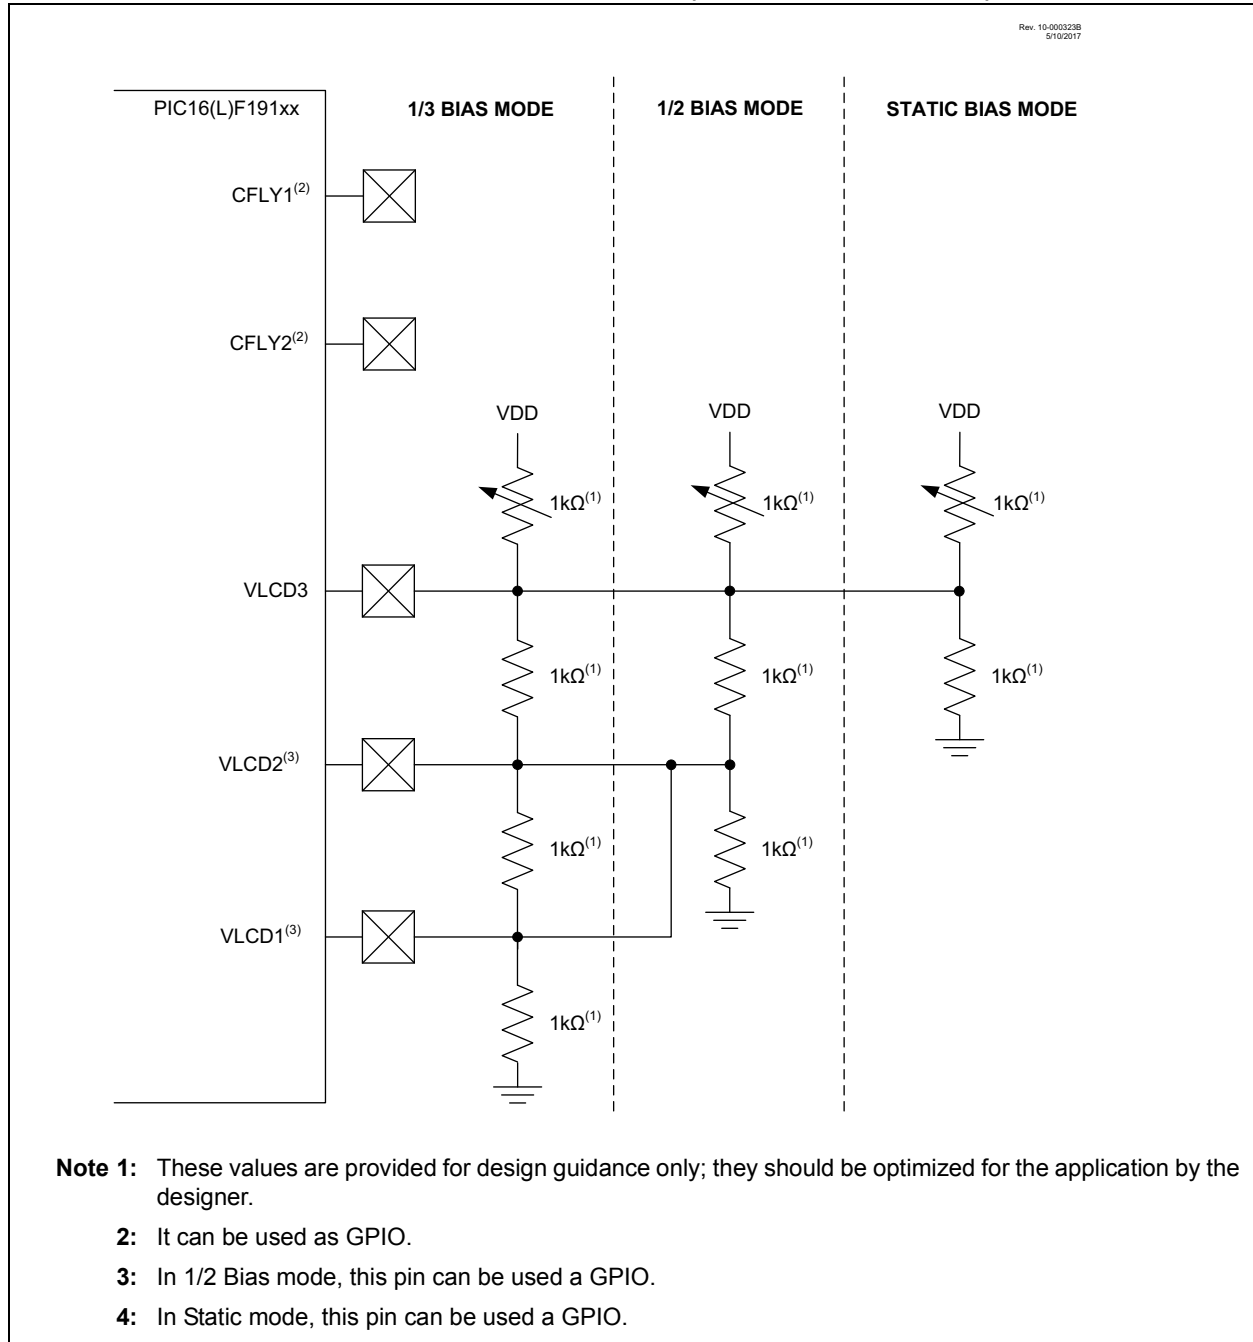 Rev. 10-000323B
5/10/2017
PIC16(L)F191xx
1/3 BIAS MODE
1/2 BIAS MODE
STATIC BIAS MODE
CFLY1(2)
CFLY2(2)
VDD
VDD
VDD
1kΩ(1)
1kΩ(1)
1kΩ(1)
VLCD3
1kΩ(1)
1kΩ(1)
1kΩ(1)
VLCD2(3)
1kΩ(1)
1kΩ(1)
VLCD1(3)
1kΩ(1)
Note 1: These values are provided for design guidance only; they should be optimized for the application by the
designer.
2: It can be used as GPIO.
3: In 1/2 Bias mode, this pin can be used a GPIO.
4: In Static mode, this pin can be used a GPIO.